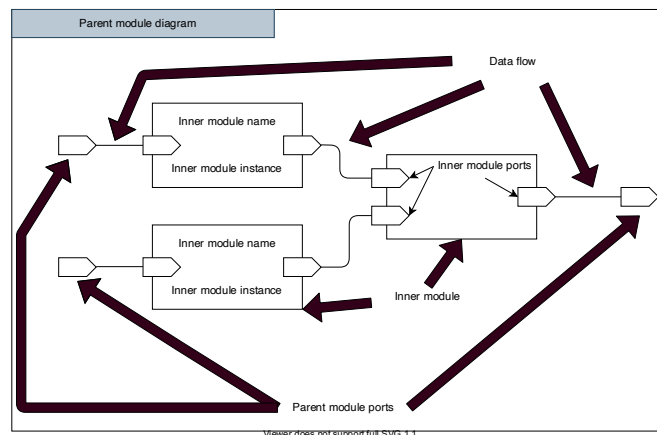 Parent module diagram
Data flow
Inner module name
Inner module instance
Inner module ports
Inner module name
Inner module instance
Inner module
Parent module ports
Viewer does not support full SVG 1.1